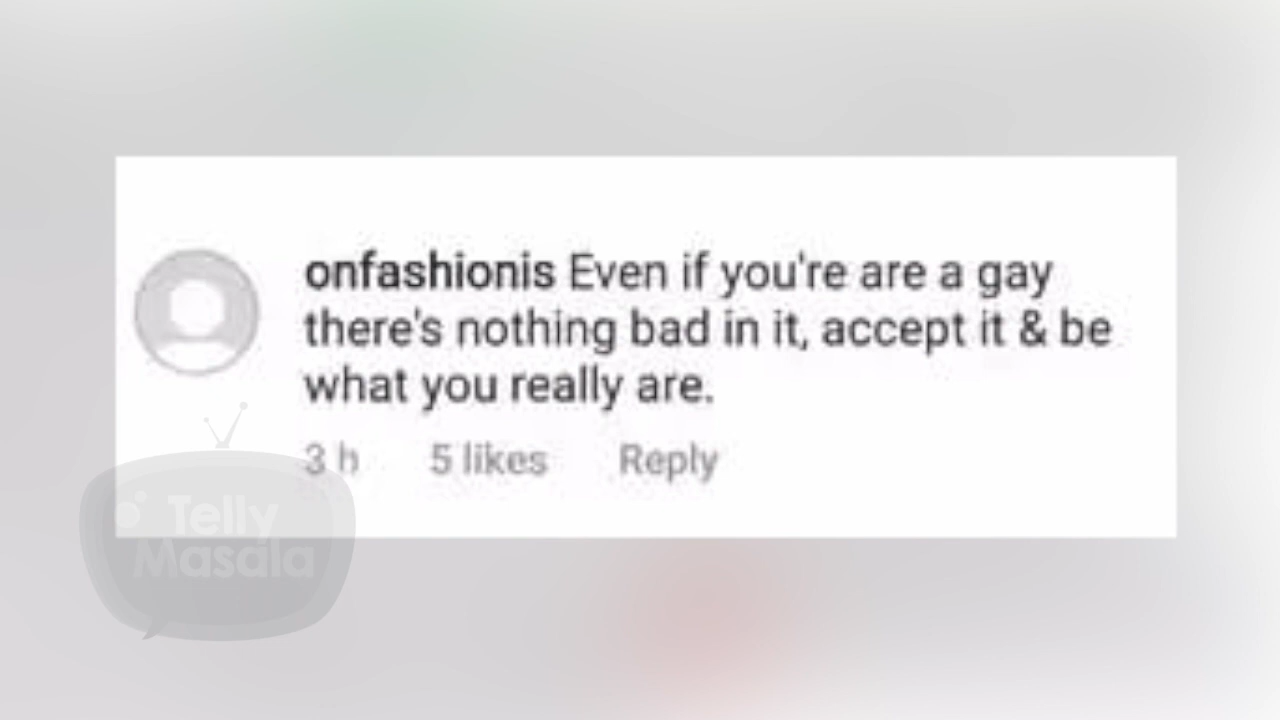 onfashionis Even if you're are a gay
there's nothing bad in it, accept it & be
what you really are.
3 h 5 likes Reply
Telly
Masala